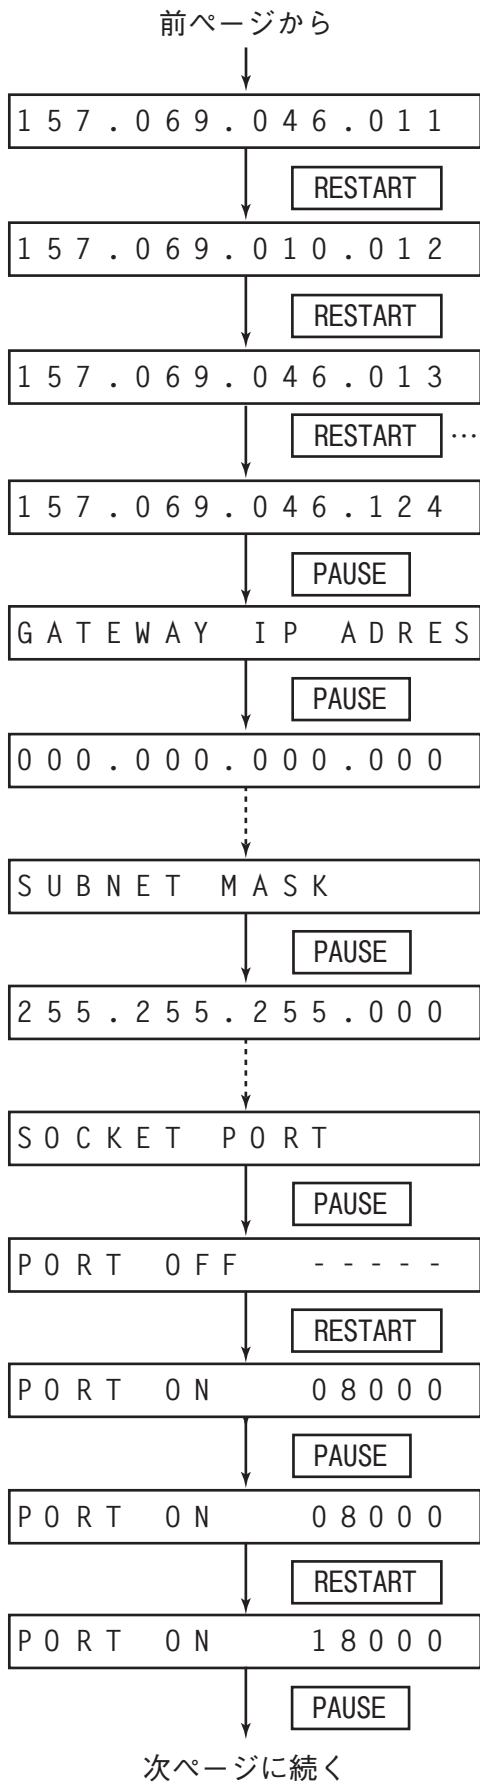 前ページから
157.069.046.011
RESTART
157.069.010.012
RESTART
157.069.046.013
RESTART …
157.069.046.124
PAUSE
GATEWAY IP ADRES
PAUSE
000.000.000.000
SUBNET MASK
PAUSE
255.255.255.000
SOCKET PORT
PAUSE
PORT OFF -----
RESTART
PORT ON 08000
PAUSE
PORT ON 08000
RESTART
PORT ON 18000
PAUSE
次ページに続く